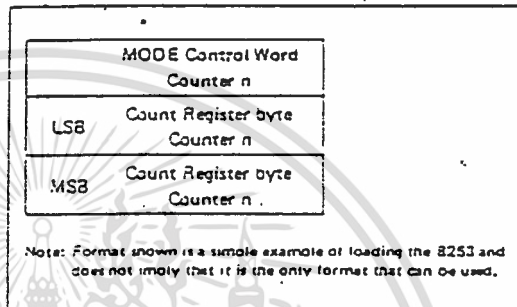 MODE Control Word
Counter n
LSB
Count Register byte
Counter n
MSB
Count Register byte
Counter n
Note: Format shown is a simple example of loading the 8253 and
does not imply that it is the only format that can be used.